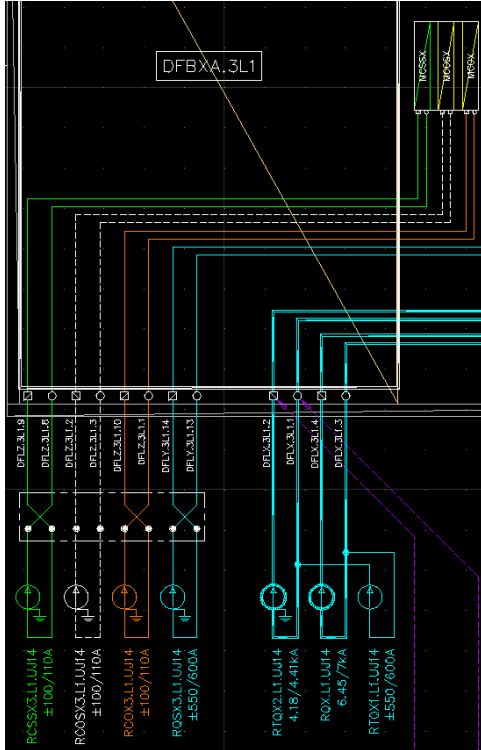 DFBXA.3L1
MCSSX
MCOSX
MCOX
DFLZ.3L1.9
DFLZ.3L1.8
DFLZ.3L1.2
DFLZ.3L1.3
DFLZ.3L1.10
DFLZ.3L1.1
DFLY.3L1.14
DFLY.3L1.13
DFLX.3L1.2
DFLX.3L1.1
DFLX.3L1.4
DFLX.3L1.3
RCSSX3.L1.UJ14
±100/110A
RCOSX3.L1.UJ14
±100/110A
RCOX3.L1.UJ14
±100/110A
RQSX3.L1.UJ14
±550/600A
RTQX2.L1.UJ14
4.18/4.41kA
RQX.L1.UJ14
6.45/7kA
RTQX1.L1.UJ14
±550/600A